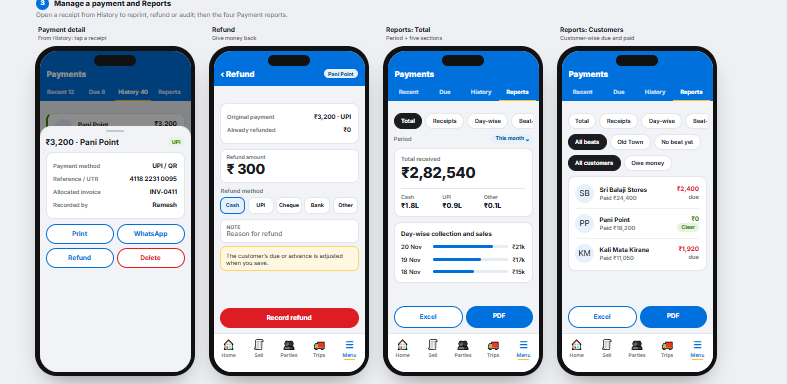 3 Manage a payment and Reports
Open a receipt from History to reprint, refund or audit; then the four Payment reports.
Payment detail
From History: tap a receipt
Payments
Recent 12 Due 8 History 40 Reports
Pani Point ₹3,200
₹3,200 · Pani Point UPI
Payment method UPI / QR
Reference / UTR 4118 2231 0095
Allocated invoice INV-0411
Recorded by Ramesh
Print WhatsApp
Refund Delete
Home Sell Parties Trips Menu
Refund
Give money back
‹ Refund Pani Point
Original payment ₹3,200 · UPI
Already refunded ₹0
Refund amount
₹ 300
Refund method
Cash UPI Cheque Bank Other
NOTE
Reason for refund
The customer's due or advance is adjusted
when you save.
Record refund
Home Sell Parties Trips Menu
Reports: Total
Period + five sections
Payments
Recent Due History Reports
Total Receipts Day-wise Beat-
Period This month
Total received
₹2,82,540
Cash UPI Other
₹1.8L ₹0.9L ₹0.1L
Day-wise collection and sales
20 Nov ₹21k
19 Nov ₹17k
18 Nov ₹15k
Excel PDF
Home Sell Parties Trips Menu
Reports: Customers
Customer-wise due and paid
Payments
Recent Due History Reports
Total Receipts Day-wise Beat-
All beats Old Town No beat yet
All customers Owe money
SB Sri Balaji Stores ₹2,400
Paid ₹24,400 due
PP Pani Point ₹0
Paid ₹18,200 Clear
KM Kali Mata Kirana ₹1,920
Paid ₹11,050 due
Excel PDF
Home Sell Parties Trips Menu